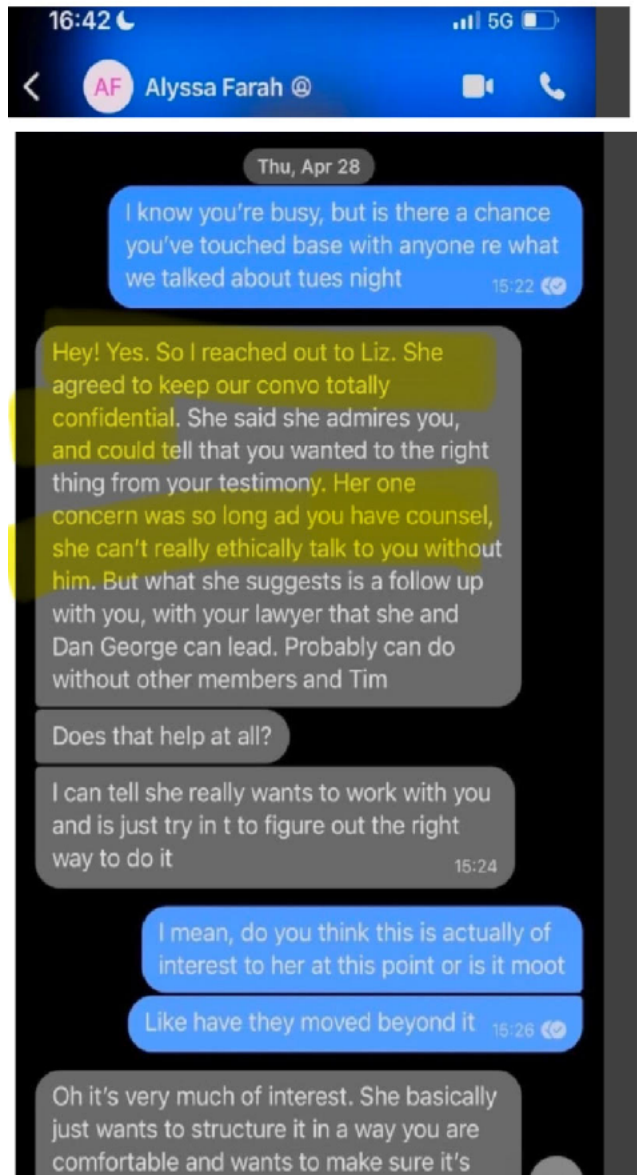 16:42
5G
AF
Alyssa Farah
Thu, Apr 28
I know you're busy, but is there a chance
you've touched base with anyone re what
we talked about tues night
15:22
Hey! Yes. So I reached out to Liz. She
agreed to keep our convo totally
confidential. She said she admires you,
and could tell that you wanted to the right
thing from your testimony. Her one
concern was so long ad you have counsel,
she can't really ethically talk to you without
him. But what she suggests is a follow up
with you, with your lawyer that she and
Dan George can lead. Probably can do
without other members and Tim
Does that help at all?
I can tell she really wants to work with you
and is just try in t to figure out the right
way to do it
15:24
I mean, do you think this is actually of
interest to her at this point or is it moot
Like have they moved beyond it
15:26
Oh it's very much of interest. She basically
just wants to structure it in a way you are
comfortable and wants to make sure it's